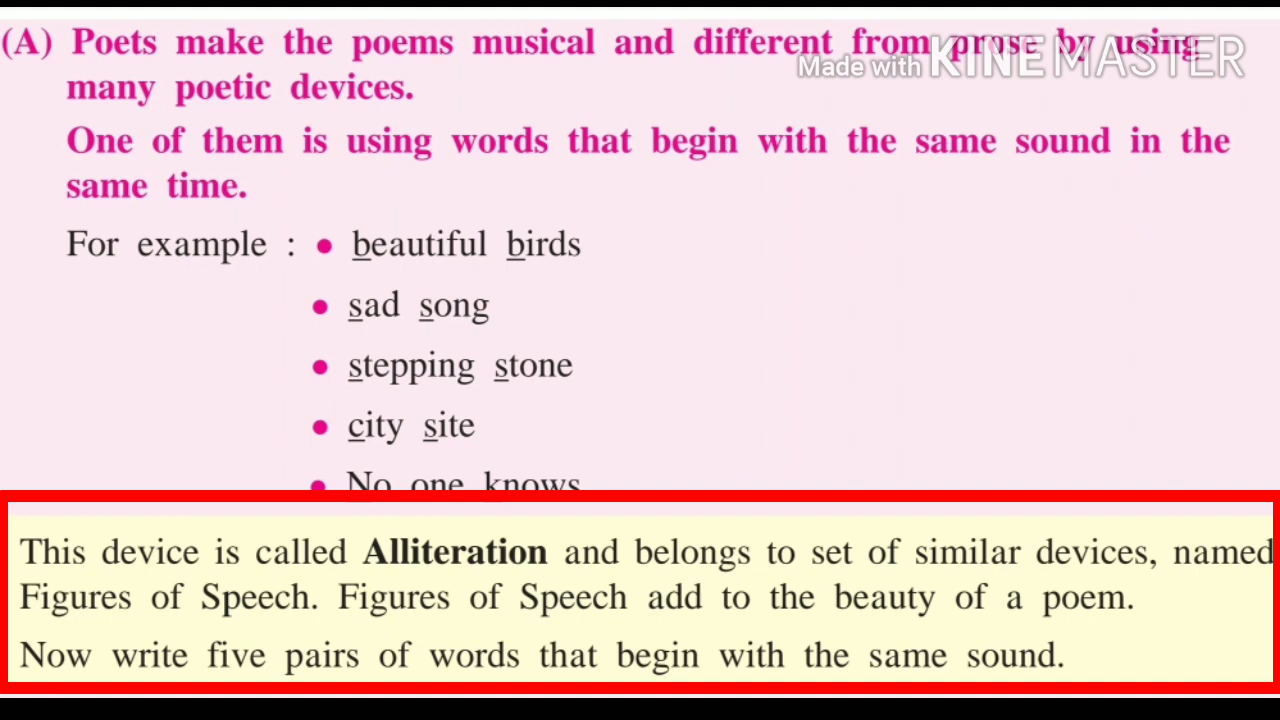 (A) Poets make the poems musical and different from prose by using
Made with KINEMASTER
many poetic devices.
One of them is using words that begin with the same sound in the
same time.
For example : • beautiful birds
• sad song
• stepping stone
• city site
• No one knows
This device is called Alliteration and belongs to set of similar devices, named
Figures of Speech. Figures of Speech add to the beauty of a poem.
Now write five pairs of words that begin with the same sound.